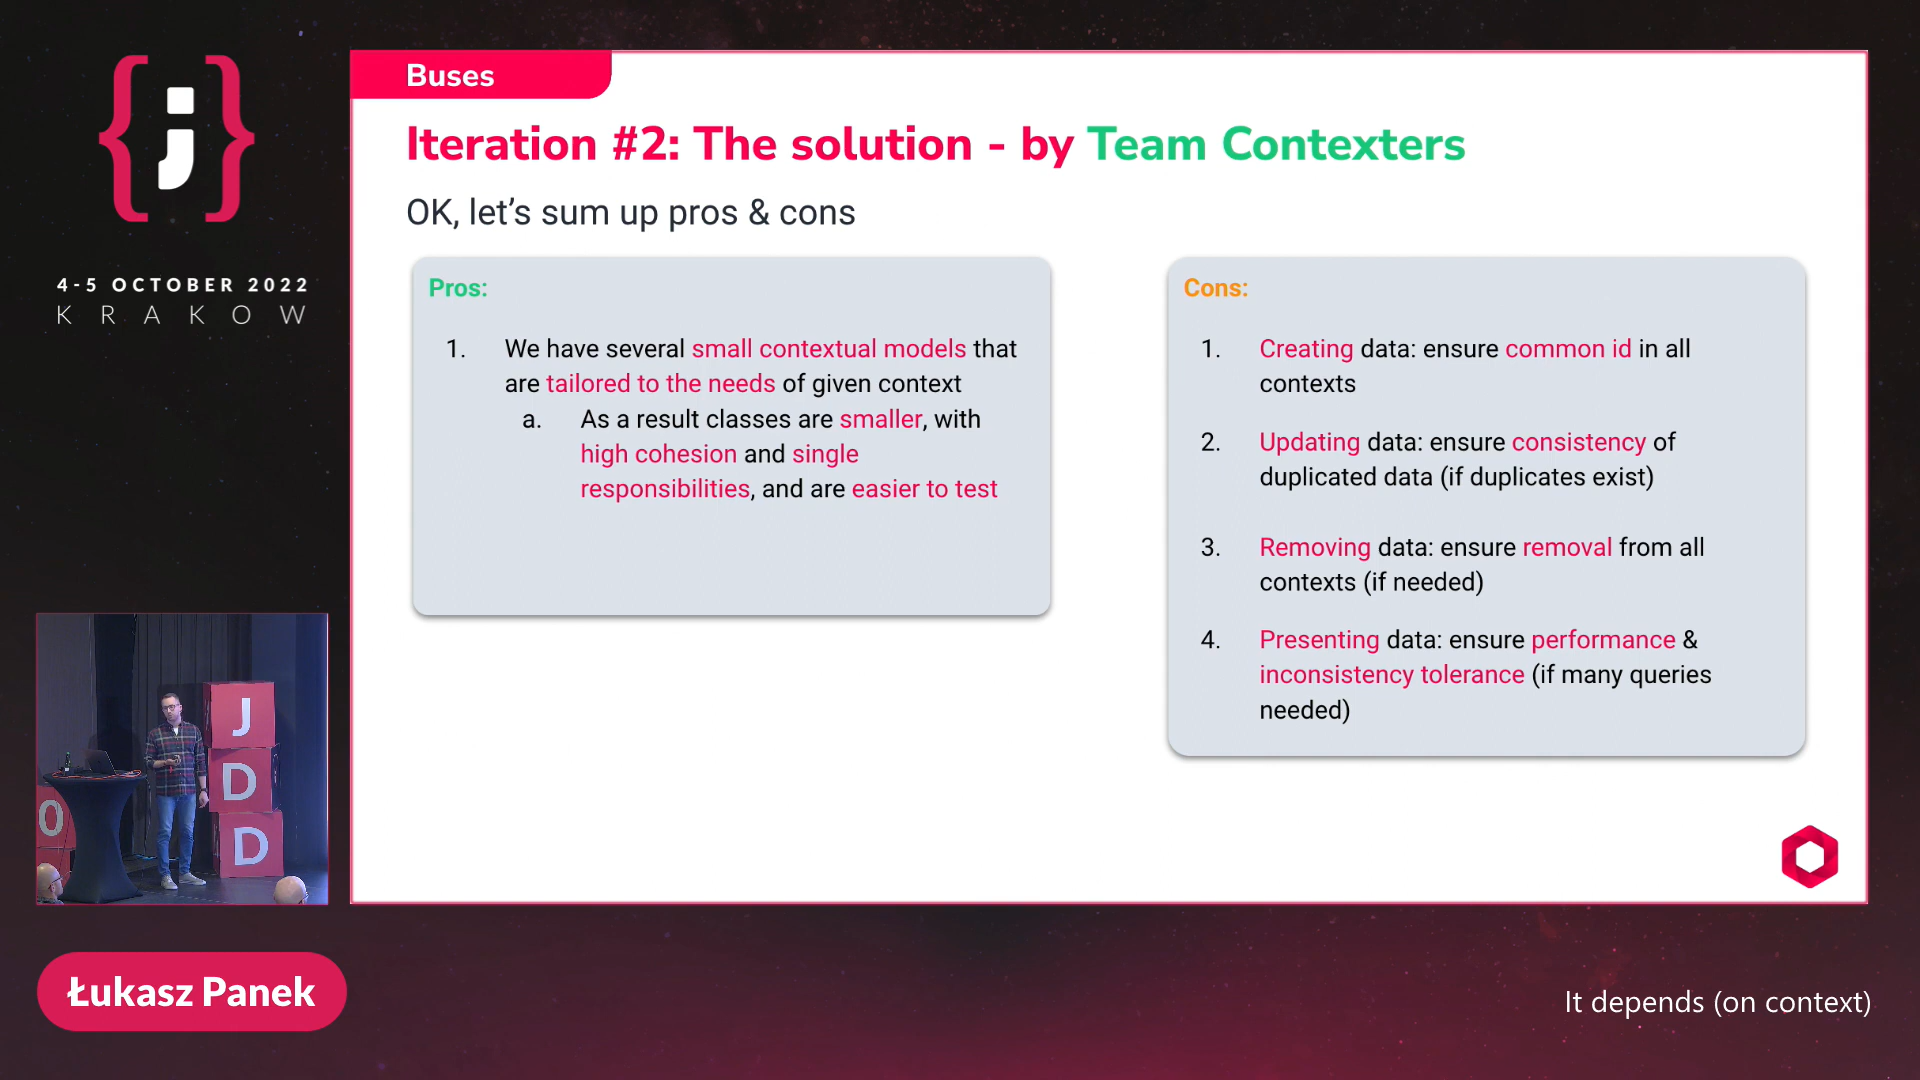 {;}
4-5 OCTOBER 2022
KRAKOW
Buses
Iteration #2: The solution - by Team Contexters
OK, let's sum up pros & cons
Pros:
1. We have several small contextual models that
are tailored to the needs of given context
a. As a result classes are smaller, with
high cohesion and single
responsibilities, and are easier to test
Cons:
1. Creating data: ensure common id in all
contexts
2. Updating data: ensure consistency of
duplicated data (if duplicates exist)
3. Removing data: ensure removal from all
contexts (if needed)
4. Presenting data: ensure performance &
inconsistency tolerance (if many queries
needed)
J
D
D
0
Łukasz Panek
It depends (on context)